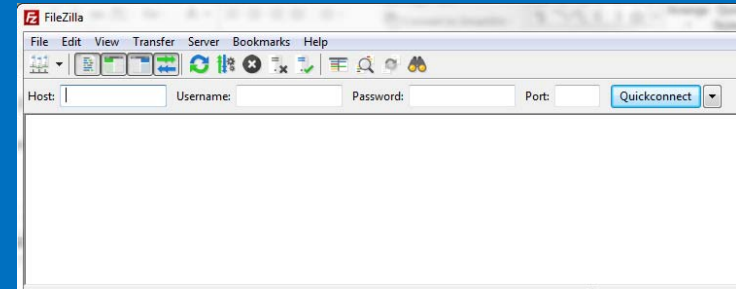 FileZilla
File Edit View Transfer Server Bookmarks Help
Host: Username: Password: Port: Quickconnect